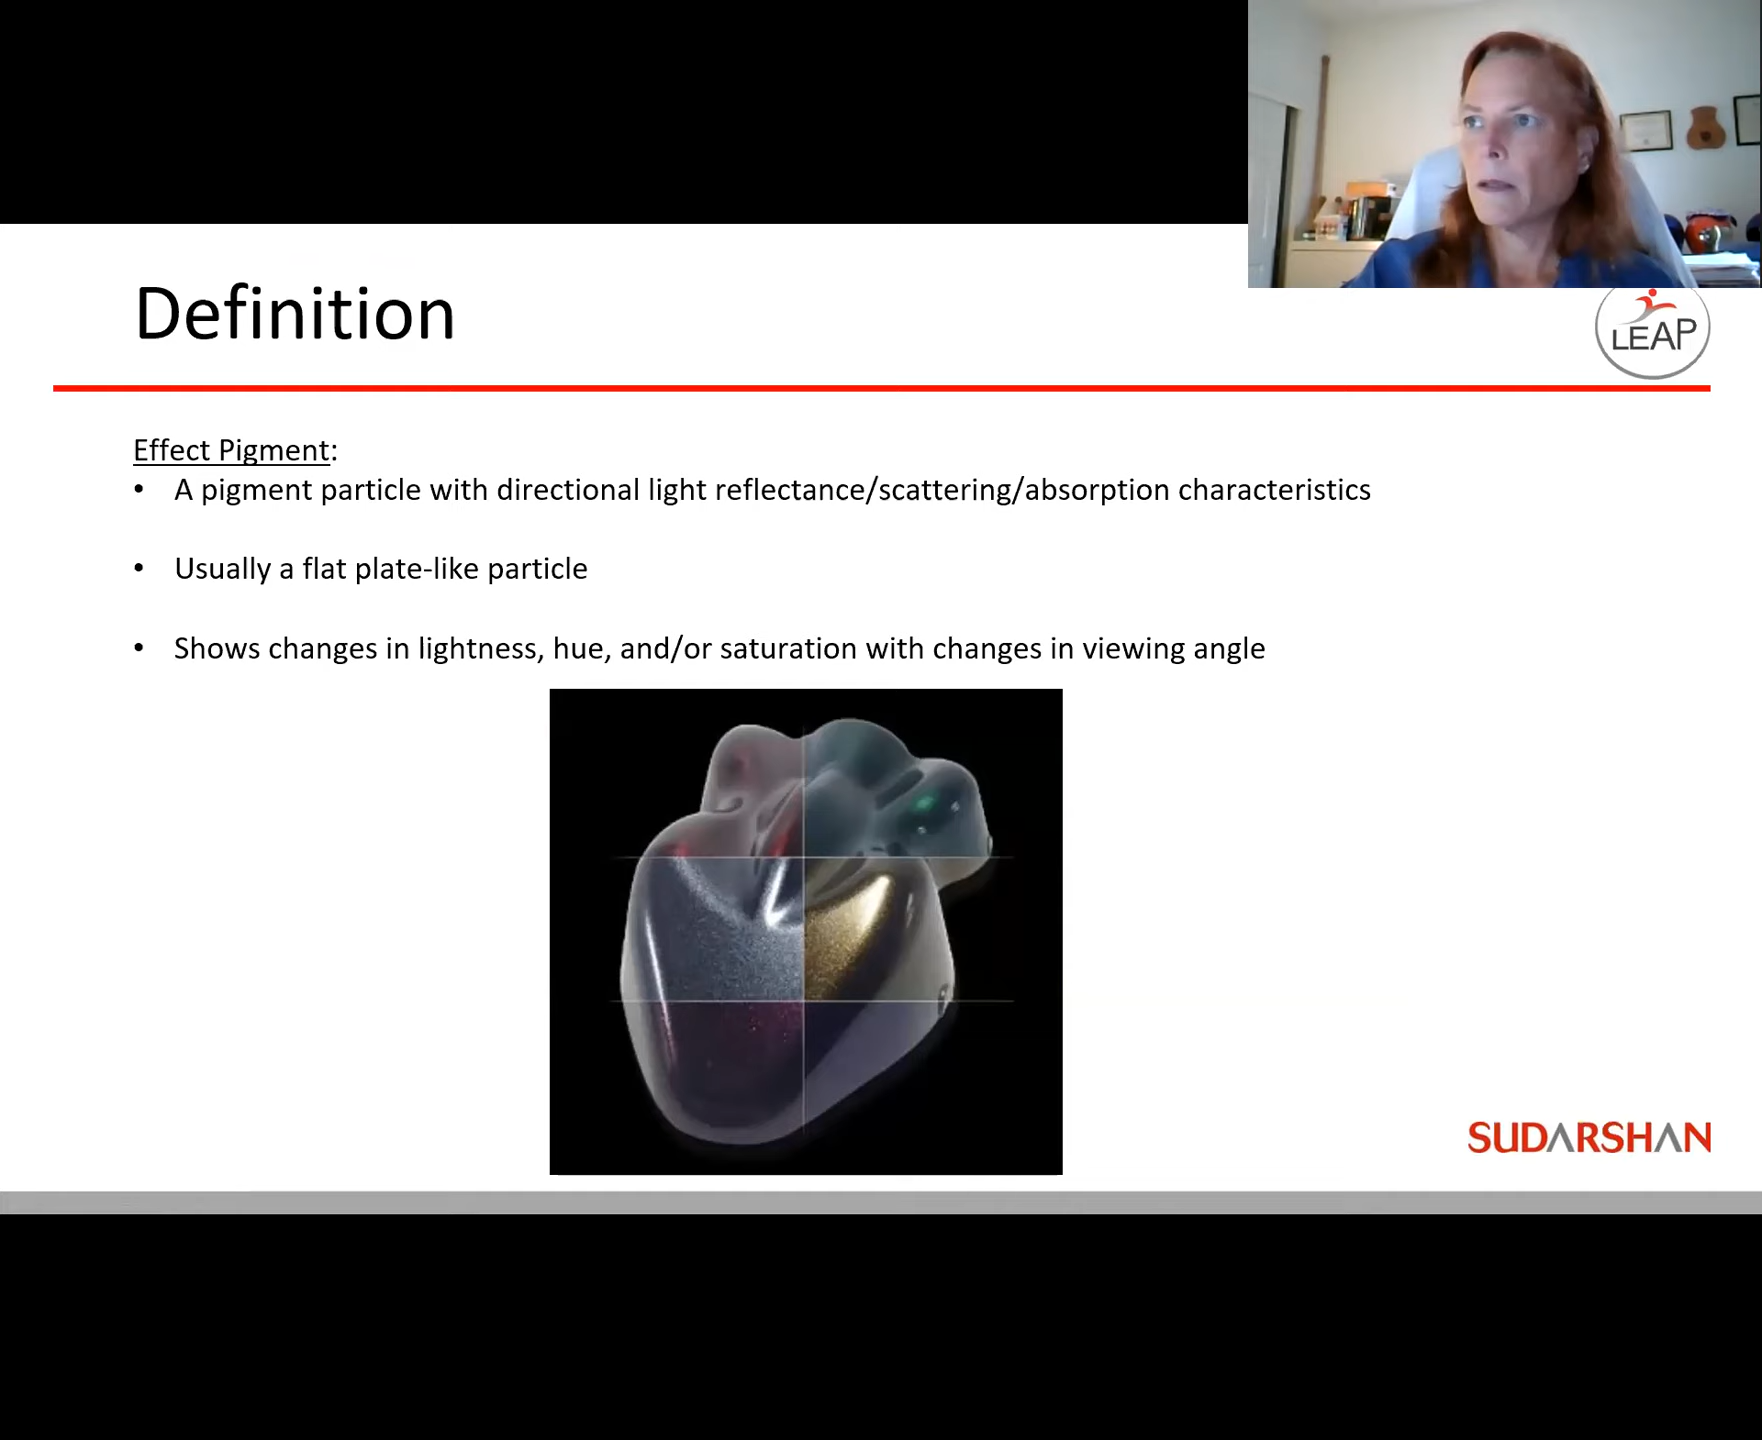 Definition
LEAP
Effect Pigment:
• A pigment particle with directional light reflectance/scattering/absorption characteristics
• Usually a flat plate-like particle
• Shows changes in lightness, hue, and/or saturation with changes in viewing angle
SUDARSHAN